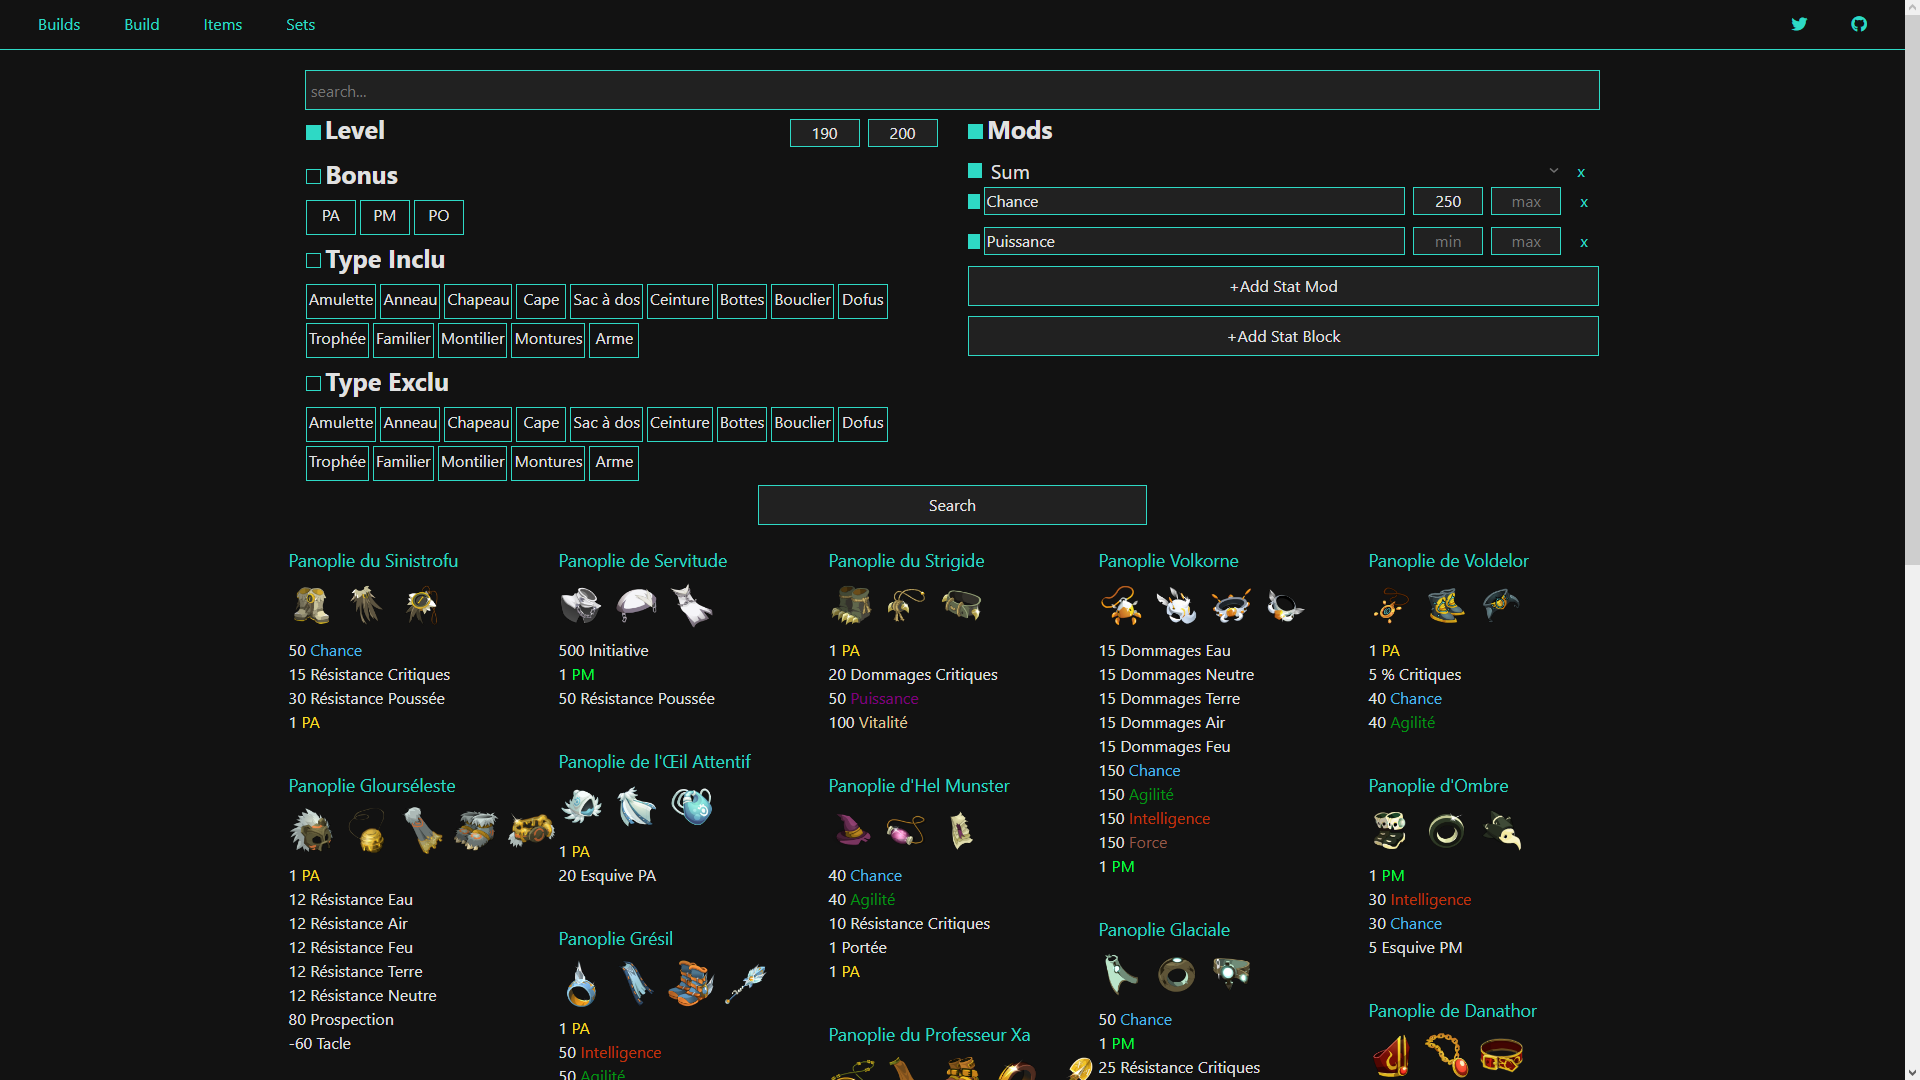 Builds Build Items Sets
search...
Level 190 200
Bonus
PA PM PO
Type Inclu
Amulette Anneau Chapeau Cape Sac à dos Ceinture Bottes Bouclier Dofus
Trophée Familier Montilier Montures Arme
Type Exclu
Amulette Anneau Chapeau Cape Sac à dos Ceinture Bottes Bouclier Dofus
Trophée Familier Montilier Montures Arme
Mods
Sum x
Chance 250 max x
Puissance min max x
+Add Stat Mod
+Add Stat Block
Search
Panoplie du Sinistrofu
50 Chance
15 Résistance Critiques
30 Résistance Poussée
1 PA
Panoplie Glourséleste
1 PA
12 Résistance Eau
12 Résistance Air
12 Résistance Feu
12 Résistance Terre
12 Résistance Neutre
80 Prospection
-60 Tacle
Panoplie de Servitude
500 Initiative
1 PM
50 Résistance Poussée
Panoplie de l'Œil Attentif
1 PA
20 Esquive PA
Panoplie Grésil
1 PA
50 Intelligence
50 Agilité
Panoplie du Strigide
1 PA
20 Dommages Critiques
50 Puissance
100 Vitalité
Panoplie d'Hel Munster
40 Chance
40 Agilité
10 Résistance Critiques
1 Portée
1 PA
Panoplie du Professeur Xa
Panoplie Volkorne
15 Dommages Eau
15 Dommages Neutre
15 Dommages Terre
15 Dommages Air
15 Dommages Feu
150 Chance
150 Agilité
150 Intelligence
150 Force
1 PM
Panoplie Glaciale
50 Chance
1 PM
25 Résistance Critiques
Panoplie de Voldelor
1 PA
5 % Critiques
40 Chance
40 Agilité
Panoplie d'Ombre
1 PM
30 Intelligence
30 Chance
5 Esquive PM
Panoplie de Danathor